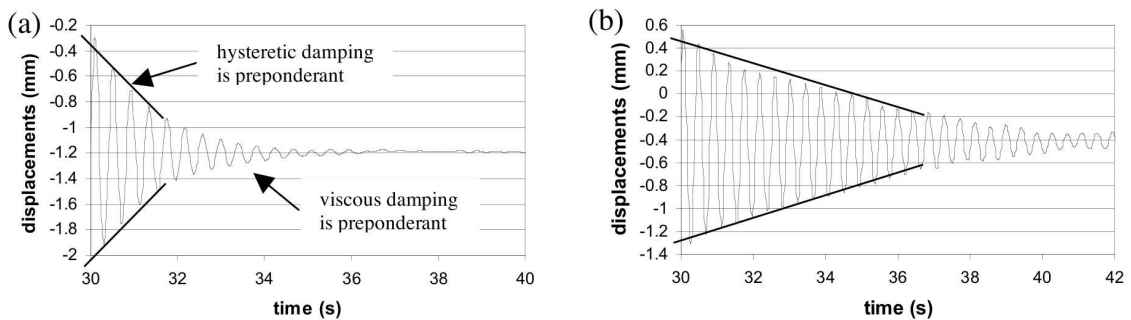 (a)
displacements (mm)
-0.2
-0.4
-0.6
-0.8
-1
-1.2
-1.4
-1.6
-1.8
-2
hysteretic damping
is preponderant
viscous damping
is preponderant
30 32 34 36 38 40
time (s)
(b)
displacements (mm)
0.6
0.4
0.2
0
-0.2
-0.4
-0.6
-0.8
-1
-1.2
-1.4
30 32 34 36 38 40 42
time (s)